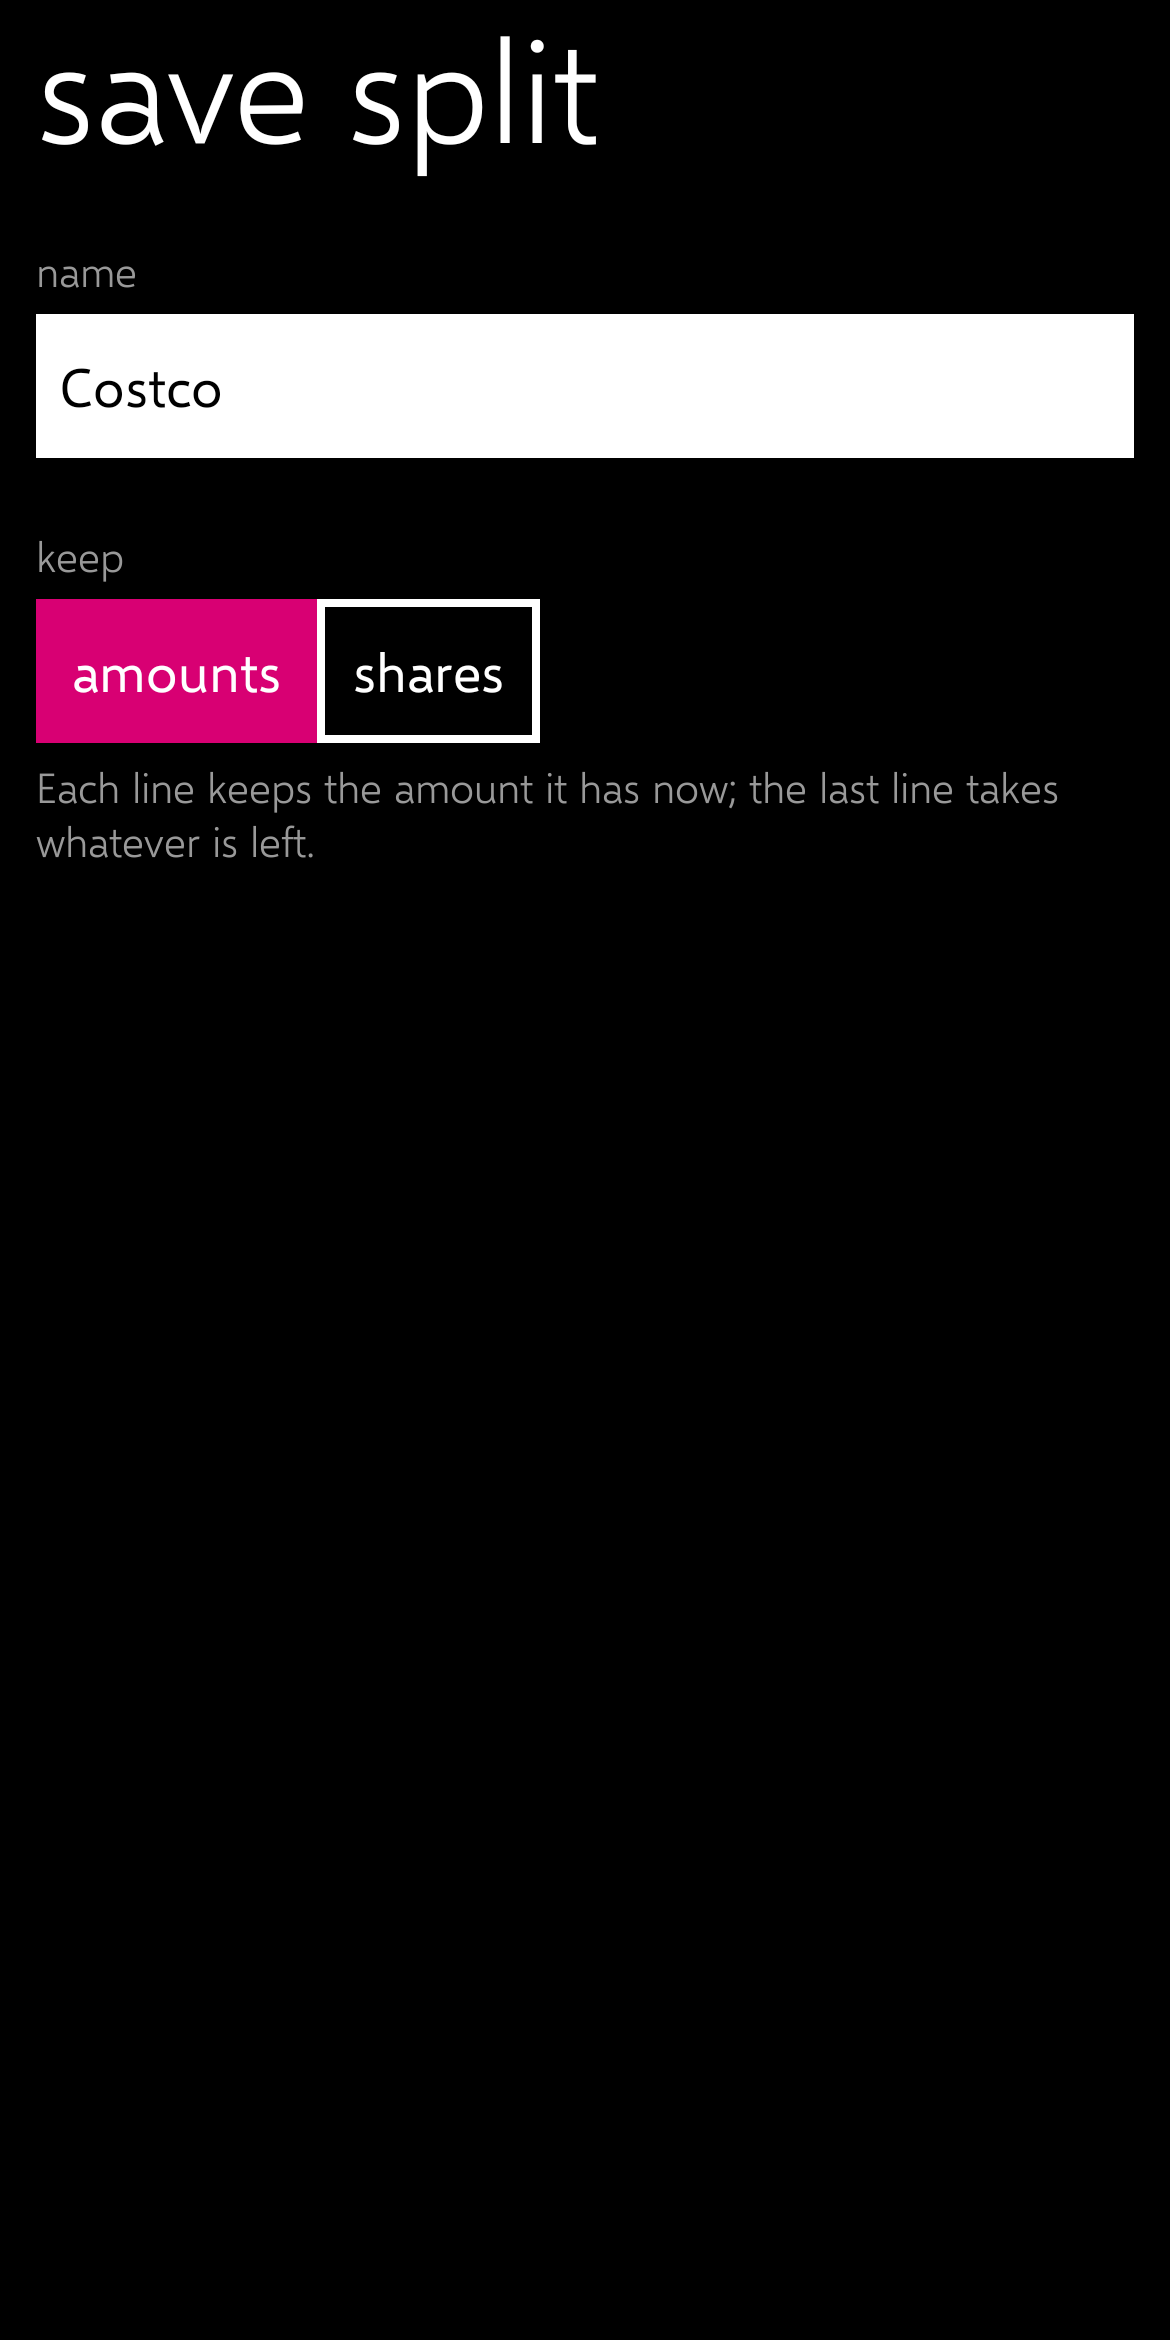 save split
name
Costco
keep
amounts shares
Each line keeps the amount it has now; the last line takes
whatever is left.